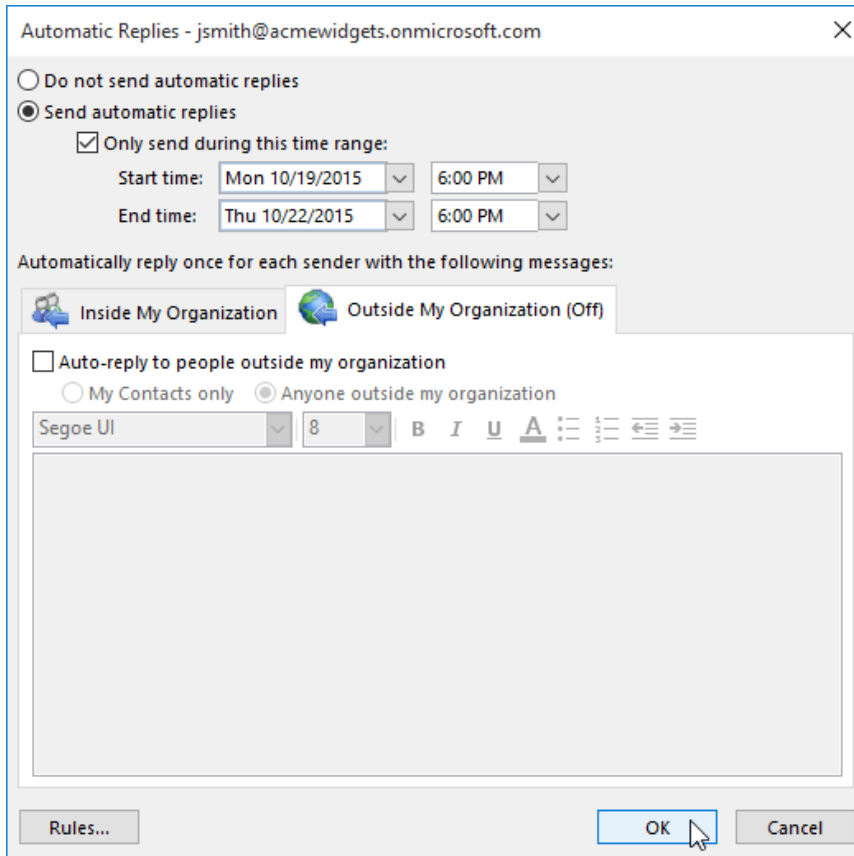 Automatic Replies - jsmith@acmewidgets.onmicrosoft.com
Do not send automatic replies
Send automatic replies
Only send during this time range:
Start time: Mon 10/19/2015 6:00 PM
End time: Thu 10/22/2015 6:00 PM
Automatically reply once for each sender with the following messages:
Inside My Organization Outside My Organization (Off)
Auto-reply to people outside my organization
My Contacts only Anyone outside my organization
Segoe UI 8 B I U A
Rules... OK Cancel